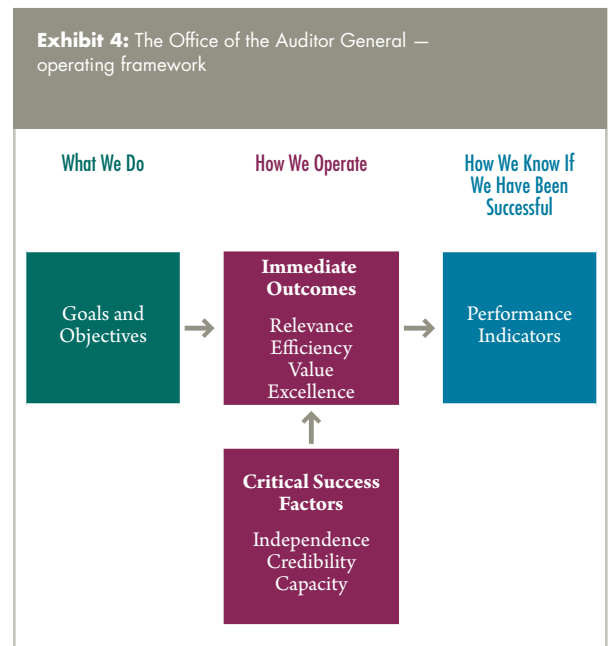 Exhibit 4: The Office of the Auditor General —
operating framework
What We Do
How We Operate
How We Know If
We Have Been
Successful
Goals and
Objectives
Immediate
Outcomes
Relevance
Efficiency
Value
Excellence
Performance
Indicators
Critical Success
Factors
Independence
Credibility
Capacity